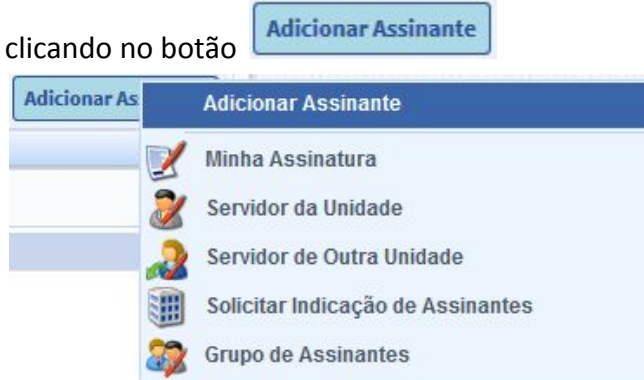 clicando no botão Adicionar Assinante
Adicionar As Adicionar Assinante
Minha Assinatura
Servidor da Unidade
Servidor de Outra Unidade
Solicitar Indicação de Assinantes
Grupo de Assinantes